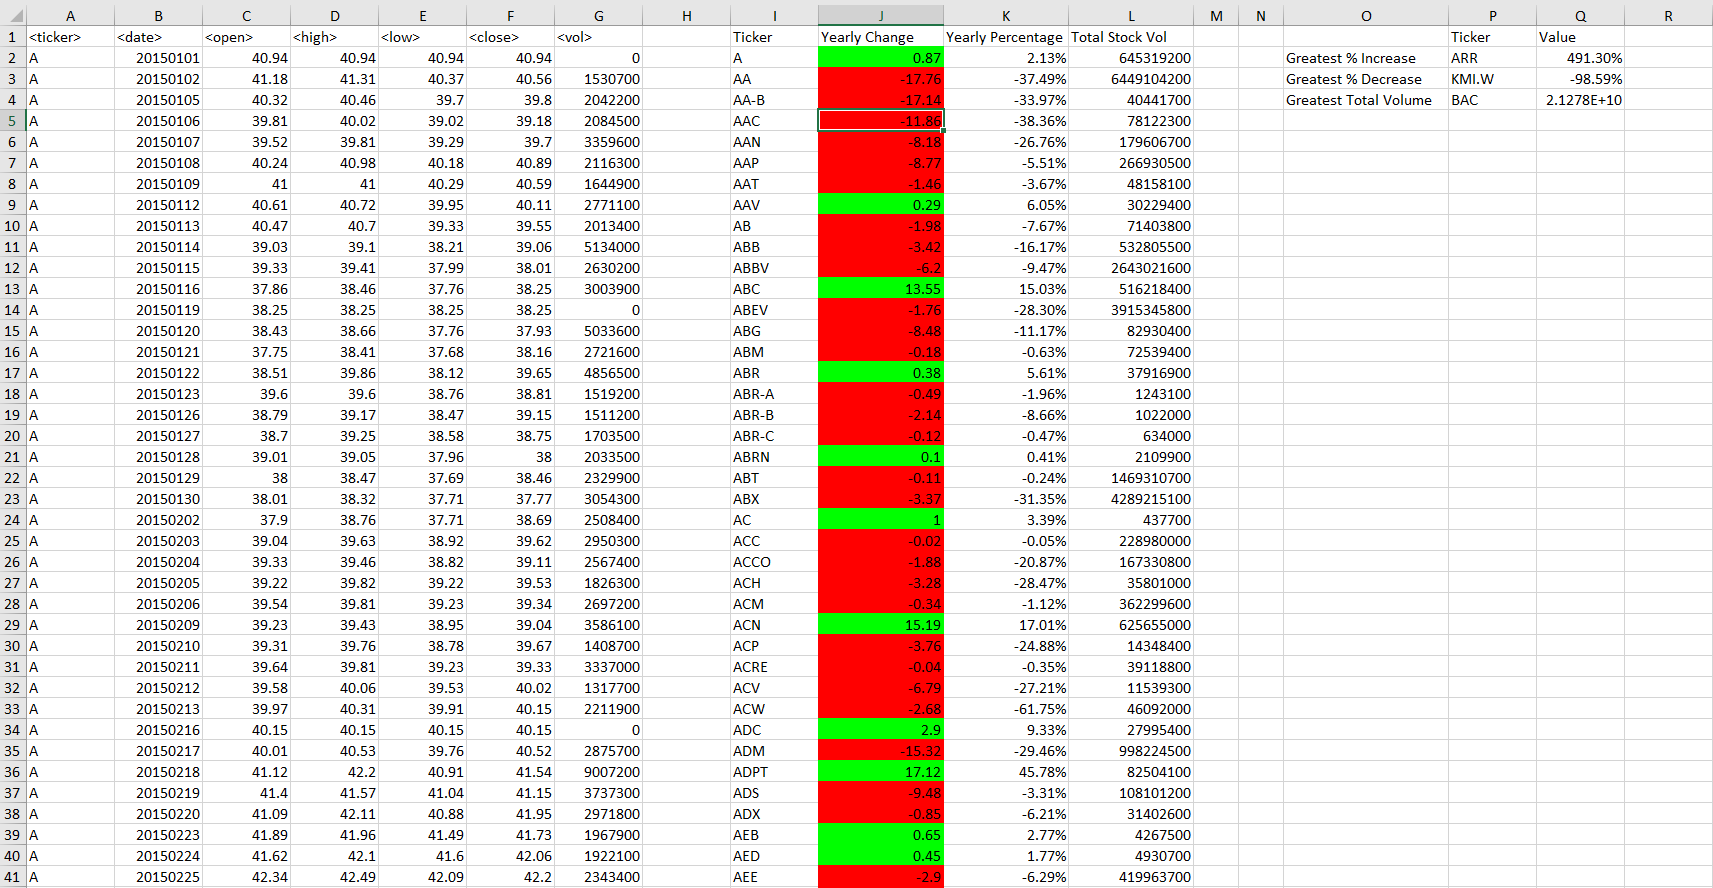 A B C D E F G H I J K L M N O P Q R
1 <ticker> <date> <open> <high> <low> <close> <vol> Ticker Yearly Change Yearly Percentage Total Stock Vol Ticker Value
2 A 20150101 40.94 40.94 40.94 40.94 0 A 0.87 2.13% 645319200 Greatest % Increase ARR 491.30%
3 A 20150102 41.18 41.31 40.37 40.56 1530700 AA -17.76 -37.49% 6449104200 Greatest % Decrease KMI.W -98.59%
4 A 20150105 40.32 40.46 39.7 39.8 2042200 AA-B -17.14 -33.97% 40441700 Greatest Total Volume BAC 2.1278E+10
5 A 20150106 39.81 40.02 39.02 39.18 2084500 AAC -11.86 -38.36% 78122300
6 A 20150107 39.52 39.81 39.29 39.7 3359600 AAN -8.18 -26.76% 179606700
7 A 20150108 40.24 40.98 40.18 40.89 2116300 AAP -8.77 -5.51% 266930500
8 A 20150109 41 41 40.29 40.59 1644900 AAT -1.46 -3.67% 48158100
9 A 20150112 40.61 40.72 39.95 40.11 2771100 AAV 0.29 6.05% 30229400
10 A 20150113 40.47 40.7 39.33 39.55 2013400 AB -1.98 -7.67% 71403800
11 A 20150114 39.03 39.1 38.21 39.06 5134000 ABB -3.42 -16.17% 532805500
12 A 20150115 39.33 39.41 37.99 38.01 2630200 ABBV -6.2 -9.47% 2643021600
13 A 20150116 37.86 38.46 37.76 38.25 3003900 ABC 13.55 15.03% 516218400
14 A 20150119 38.25 38.25 38.25 38.25 0 ABEV -1.76 -28.30% 3915345800
15 A 20150120 38.43 38.66 37.76 37.93 5033600 ABG -8.48 -11.17% 82930400
16 A 20150121 37.75 38.41 37.68 38.16 2721600 ABM -0.18 -0.63% 72539400
17 A 20150122 38.51 39.86 38.12 39.65 4856500 ABR 0.38 5.61% 37916900
18 A 20150123 39.6 39.6 38.76 38.81 1519200 ABR-A -0.49 -1.96% 1243100
19 A 20150126 38.79 39.17 38.47 39.15 1511200 ABR-B -2.14 -8.66% 1022000
20 A 20150127 38.7 39.25 38.58 38.75 1703500 ABR-C -0.12 -0.47% 634000
21 A 20150128 39.01 39.05 37.96 38 2033500 ABRN 0.1 0.41% 2109900
22 A 20150129 38 38.47 37.69 38.46 2329900 ABT -0.11 -0.24% 1469310700
23 A 20150130 38.01 38.32 37.71 37.77 3054300 ABX -3.37 -31.35% 4289215100
24 A 20150202 37.9 38.76 37.71 38.69 2508400 AC 1 3.39% 437700
25 A 20150203 39.04 39.63 38.92 39.62 2950300 ACC -0.02 -0.05% 228980000
26 A 20150204 39.33 39.46 38.82 39.11 2567400 ACCO -1.88 -20.87% 167330800
27 A 20150205 39.22 39.82 39.22 39.53 1826300 ACH -3.28 -28.47% 35801000
28 A 20150206 39.54 39.81 39.23 39.34 2697200 ACM -0.34 -1.12% 362299600
29 A 20150209 39.23 39.43 38.95 39.04 3586100 ACN 15.19 17.01% 625655000
30 A 20150210 39.31 39.76 38.78 39.67 1408700 ACP -3.76 -24.88% 14348400
31 A 20150211 39.64 39.81 39.23 39.33 3337000 ACRE -0.04 -0.35% 39118800
32 A 20150212 39.58 40.06 39.53 40.02 1317700 ACV -6.79 -27.21% 11539300
33 A 20150213 39.97 40.31 39.91 40.15 2211900 ACW -2.68 -61.75% 46092000
34 A 20150216 40.15 40.15 40.15 40.15 0 ADC 2.9 9.33% 27995400
35 A 20150217 40.01 40.53 39.76 40.52 2875700 ADM -15.32 -29.46% 998224500
36 A 20150218 41.12 42.2 40.91 41.54 9007200 ADPT 17.12 45.78% 82504100
37 A 20150219 41.4 41.57 41.04 41.15 3737300 ADS -9.48 -3.31% 108101200
38 A 20150220 41.09 42.11 40.88 41.95 2971800 ADX -0.85 -6.21% 31402600
39 A 20150223 41.89 41.96 41.49 41.73 1967900 AEB 0.65 2.77% 4267500
40 A 20150224 41.62 42.1 41.6 42.06 1922100 AED 0.45 1.77% 4930700
41 A 20150225 42.34 42.49 42.09 42.2 2343400 AEE -2.9 -6.29% 419963700